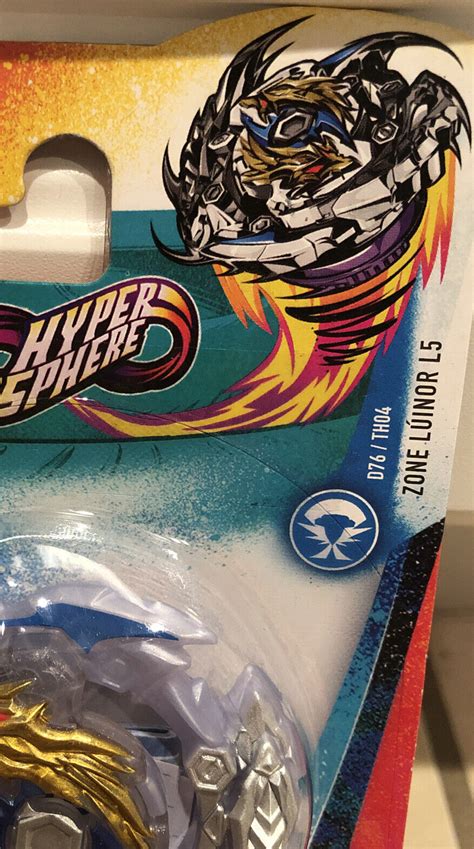 HYPER
SPHERE
D76 / TH04
ZONE LÚINOR L5